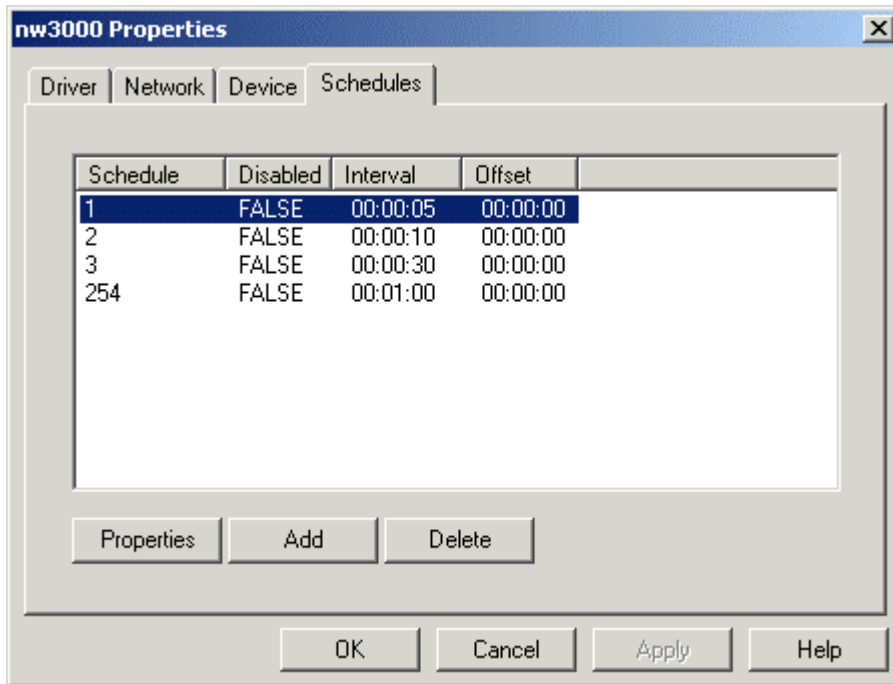 nw3000 Properties
Driver Network Device Schedules
Schedule Disabled Interval Offset
1 FALSE 00:00:05 00:00:00
2 FALSE 00:00:10 00:00:00
3 FALSE 00:00:30 00:00:00
254 FALSE 00:01:00 00:00:00
Properties Add Delete
OK Cancel Apply Help